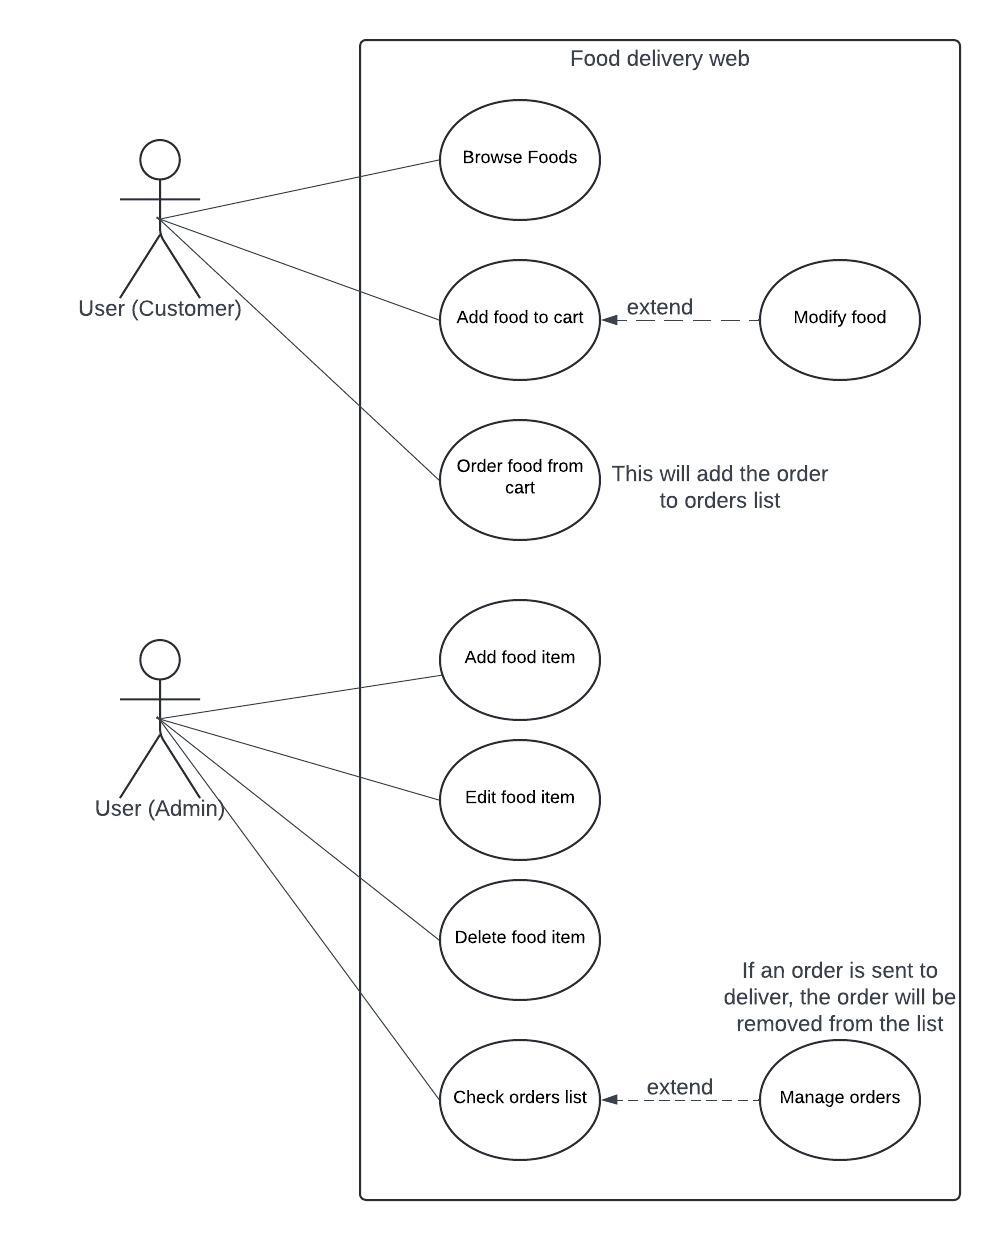 Food delivery web
Browse Foods
User (Customer)
Add food to cart
extend
Modify food
Order food from
cart
This will add the order
to orders list
Add food item
User (Admin)
Edit food item
Delete food item
If an order is sent to
deliver, the order will be
removed from the list
Check orders list
extend
Manage orders